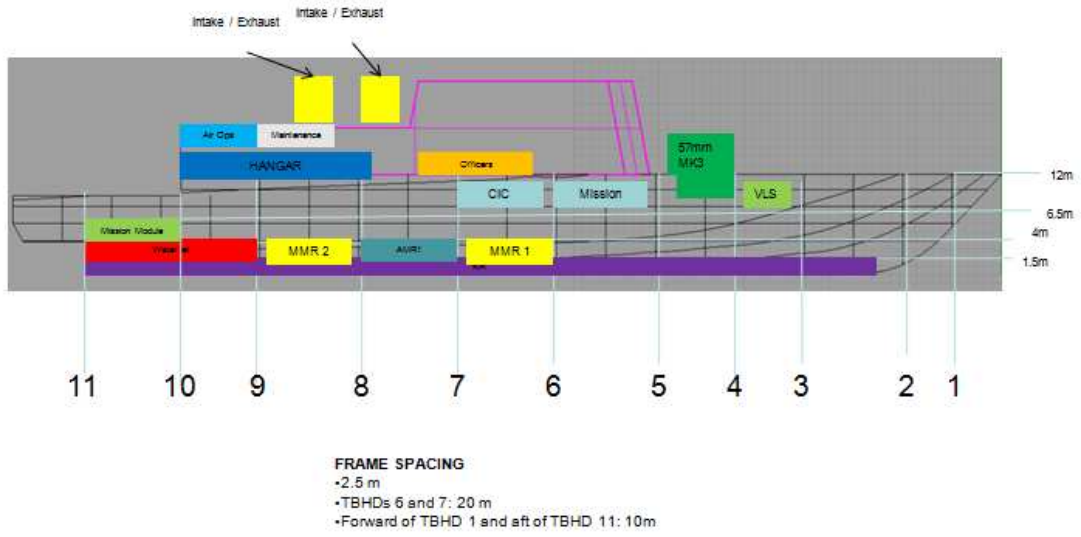 Intake / Exhaust
Intake / Exhaust
Air Ops
Maintenance
HANGAR
Officers
57mm
MK3
12m
CIC
Mission
VLS
6.5m
Mission Module
4m
MMR 2
AMR1
MMR 1
1.5m
11 10 9 8 7 6 5 4 3 2 1
FRAME SPACING
•2.5 m
•TBHDs 6 and 7: 20 m
•Forward of TBHD 1 and aft of TBHD 11: 10m